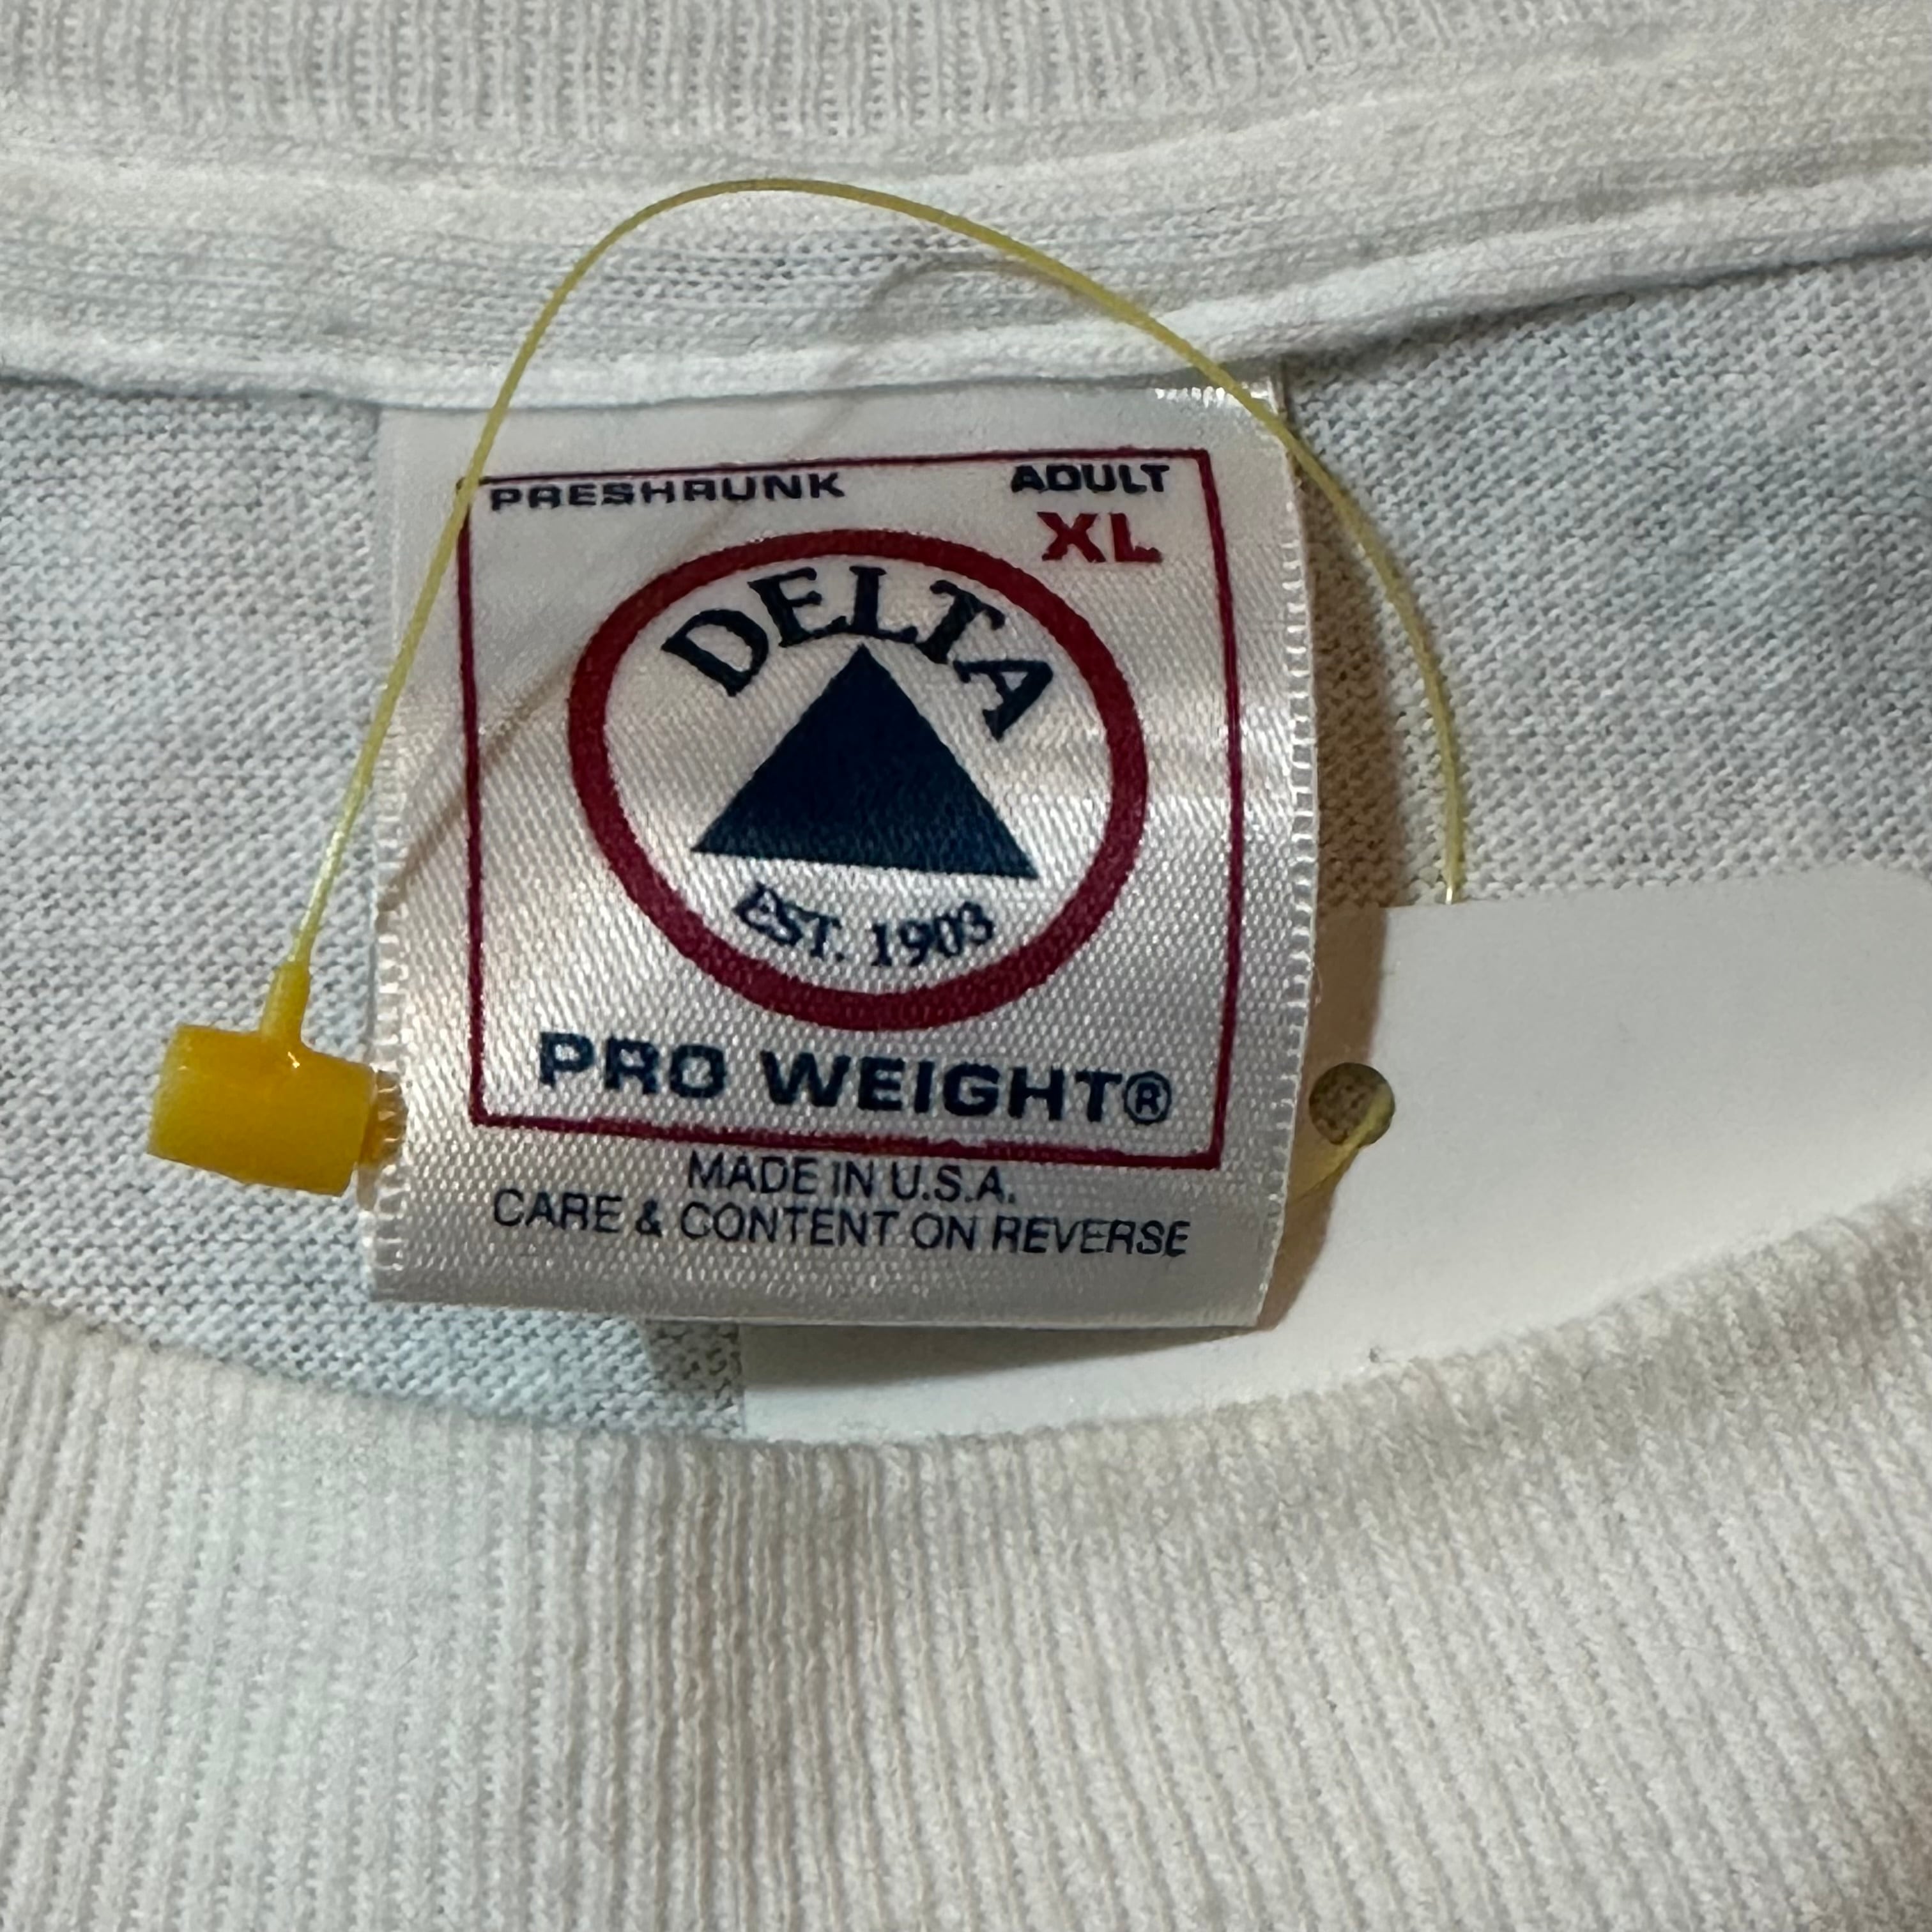 PRESHRUNK
ADULT
XL
DELTA
EST. 1903
PRO WEIGHT®
MADE IN U.S.A.
CARE & CONTENT ON REVERSE